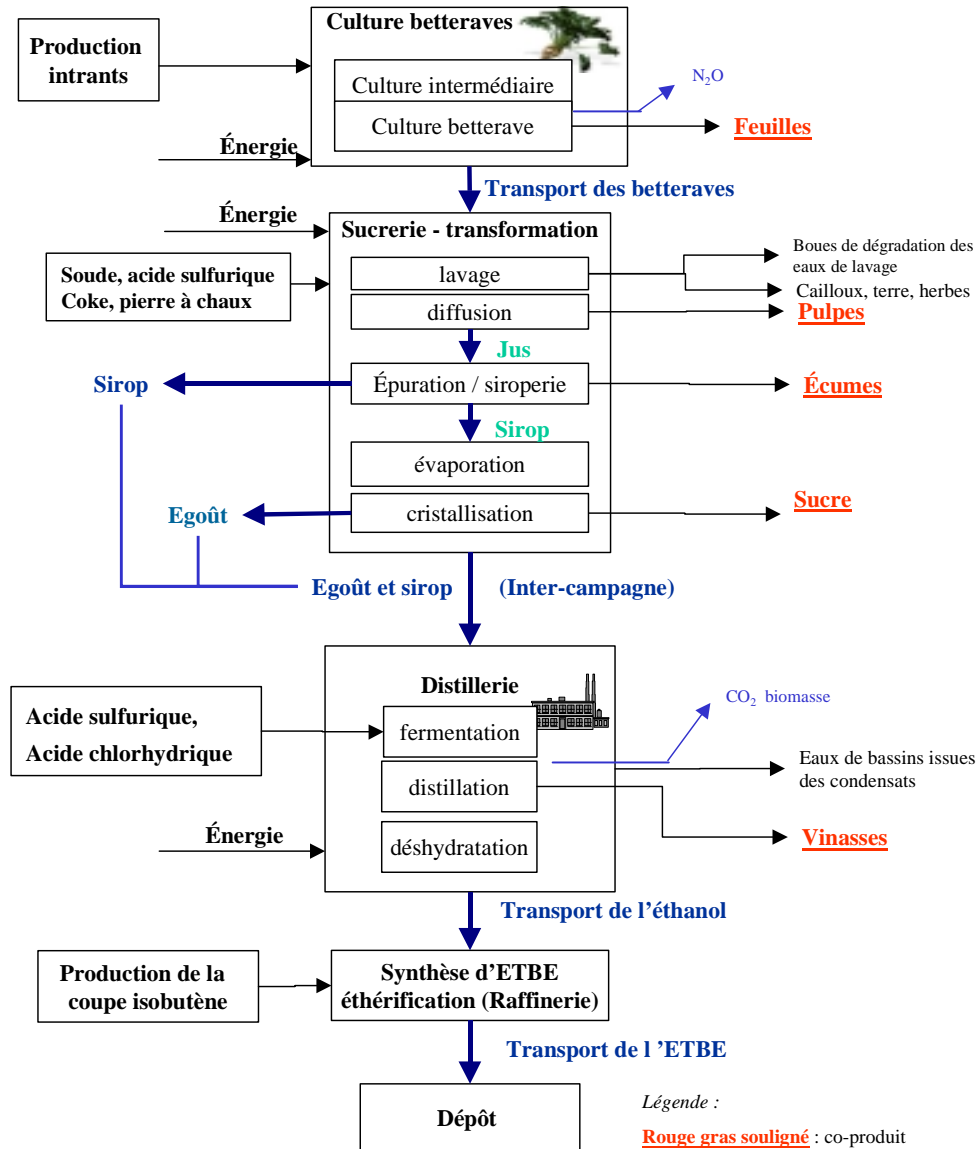 Culture betteraves
Production
intrants
Culture intermédiaire
N₂O
Culture betterave
Feuilles
Énergie
Transport des betteraves
Énergie
Sucrerie - transformation
Soude, acide sulfurique
Coke, pierre à chaux
lavage
Boues de dégradation des
eaux de lavage
Cailloux, terre, herbes
diffusion
Pulpes
Jus
Sirop
Épuration / siroperie
Écumes
Sirop
évaporation
Egoût
cristallisation
Sucre
Egoût et sirop
(Inter-campagne)
Distillerie
CO₂ biomasse
Acide sulfurique,
Acide chlorhydrique
fermentation
Eaux de bassins issues
des condensats
distillation
Vinasses
Énergie
déshydratation
Transport de l’éthanol
Production de la
coupe isobutène
Synthèse d’ETBE
éthérification (Raffinerie)
Transport de l ’ETBE
Dépôt
Légende :
Rouge gras souligné : co-produit